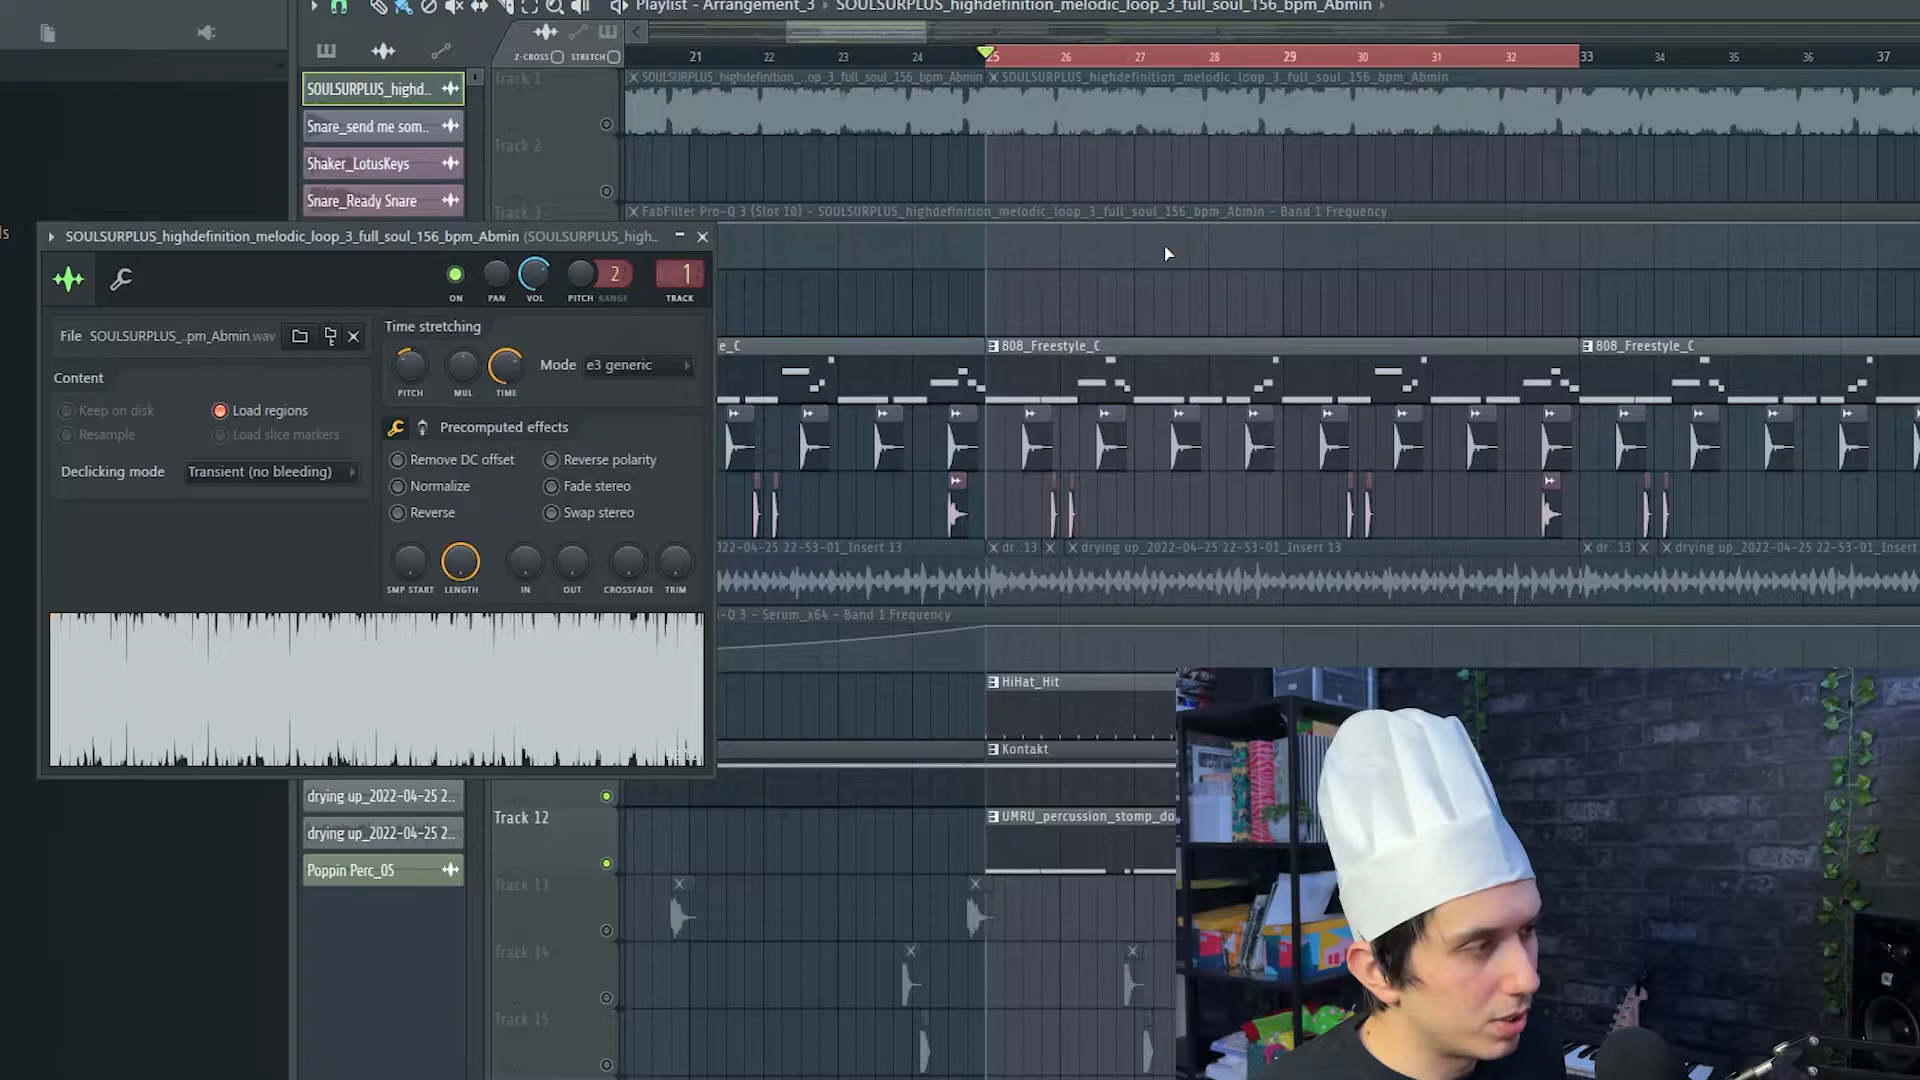 Playlist - Arrangement_3 › SOULSURPLUS_highdefinition_melodic_loop_3_full_soul_156_bpm_Abmin ›
Z-CROSS STRETCH
21 22 23 24 25 26 27 28 29 30 31 32 33 34 35 36 37
SOULSURPLUS_highd..
Snare_send me som..
Shaker_LotusKeys
Snare_Ready Snare
Track 1
SOULSURPLUS_highdefinition_...op_3_full_soul_156_bpm_Abmin
SOULSURPLUS_highdefinition_melodic_loop_3_full_soul_156_bpm_Abmin
Track 2
Track 3
FabFilter Pro-Q 3 (Slot 10) - SOULSURPLUS_highdefinition_melodic_loop_3_full_soul_156_bpm_Abmin - Band 1 Frequency
SOULSURPLUS_highdefinition_melodic_loop_3_full_soul_156_bpm_Abmin (SOULSURPLUS_high..
2
1
ON PAN VOL PITCH RANGE TRACK
File SOULSURPLUS_..pm_Abmin.wav
Content
Keep on disk
Load regions
Resample
Load slice markers
Declicking mode Transient (no bleeding)
Time stretching
Mode e3 generic
PITCH MUL TIME
Precomputed effects
Remove DC offset
Reverse polarity
Normalize
Fade stereo
Reverse
Swap stereo
SMP START LENGTH IN OUT CROSSFADE TRIM
e_C
808_Freestyle_C
808_Freestyle_C
022-04-25 22-53-01_Insert 13
dr..13
drying up_2022-04-25 22-53-01_Insert 13
dr..13
drying up_2022-04-25 22-53-01_Insert
-Q 3 - Serum_x64 - Band 1 Frequency
HiHat_Hit
Kontakt
UMRU_percussion_stomp_do
drying up_2022-04-25 2..
drying up_2022-04-25 2..
Poppin Perc_05
Track 12
Track 13
Track 14
Track 15